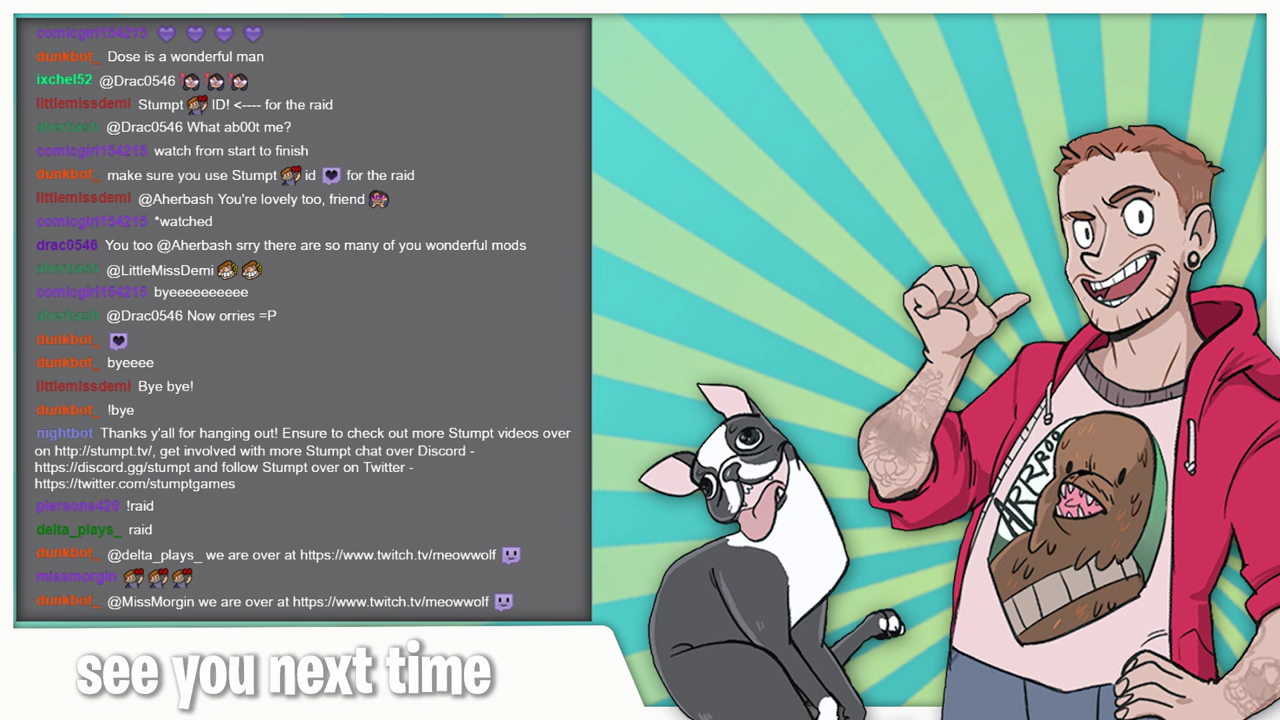 comicgirl154215
dunkbot_ Dose is a wonderful man
ixchel52 @Drac0546
littlemissdemi Stumpt ID! <---- for the raid
aherbash @Drac0546 What ab00t me?
comicgirl154215 watch from start to finish
dunkbot_ make sure you use Stumpt id for the raid
littlemissdemi @Aherbash You're lovely too, friend
comicgirl154215 *watched
drac0546 You too @Aherbash srry there are so many of you wonderful mods
aherbash @LittleMissDemi
comicgirl154215 byeeeeeeeeee
aherbash @Drac0546 Now orries =P
dunkbot_
dunkbot_ byeeee
littlemissdemi Bye bye!
dunkbot_ !bye
nightbot Thanks y'all for hanging out! Ensure to check out more Stumpt videos over
on http://stumpt.tv/, get involved with more Stumpt chat over Discord -
https://discord.gg/stumpt and follow Stumpt over on Twitter -
https://twitter.com/stumptgames
piersons429 !raid
delta_plays_ raid
dunkbot_ @delta_plays_ we are over at https://www.twitch.tv/meowwolf
missmorgin
dunkbot_ @MissMorgin we are over at https://www.twitch.tv/meowwolf
see you next time